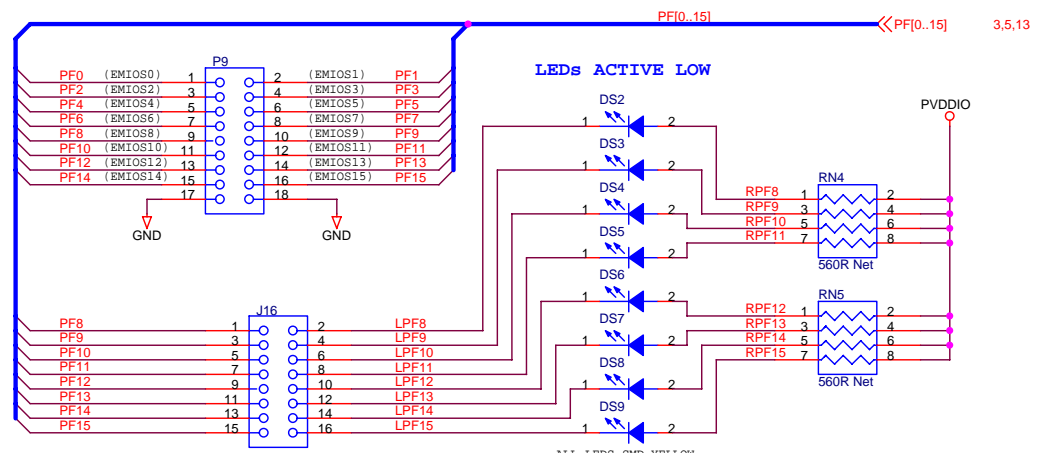 PF[0..15]
PF[0..15] 3,5,13
P9
LEDs ACTIVE LOW
PF0 (EMIOS0) 1 2 (EMIOS1) PF1
PF2 (EMIOS2) 3 4 (EMIOS3) PF3
PF4 (EMIOS4) 5 6 (EMIOS5) PF5
PF6 (EMIOS6) 7 8 (EMIOS7) PF7
PF8 (EMIOS8) 9 10 (EMIOS9) PF9
PF10 (EMIOS10) 11 12 (EMIOS11) PF11
PF12 (EMIOS12) 13 14 (EMIOS13) PF13
PF14 (EMIOS14) 15 16 (EMIOS15) PF15
17 18
GND GND
DS2
1 2
DS3
1 2
DS4
1 2
DS5
1 2
DS6
1 2
DS7
1 2
DS8
1 2
DS9
1 2
PVDDIO
RN4
RPF8 1 2
RPF9 3 4
RPF10 5 6
RPF11 7 8
560R Net
RN5
RPF12 1 2
RPF13 3 4
RPF14 5 6
RPF15 7 8
560R Net
J16
PF8 1 2 LPF8
PF9 3 4 LPF9
PF10 5 6 LPF10
PF11 7 8 LPF11
PF12 9 10 LPF12
PF13 11 12 LPF13
PF14 13 14 LPF14
PF15 15 16 LPF15
ALL LEDS SMD YELLOW